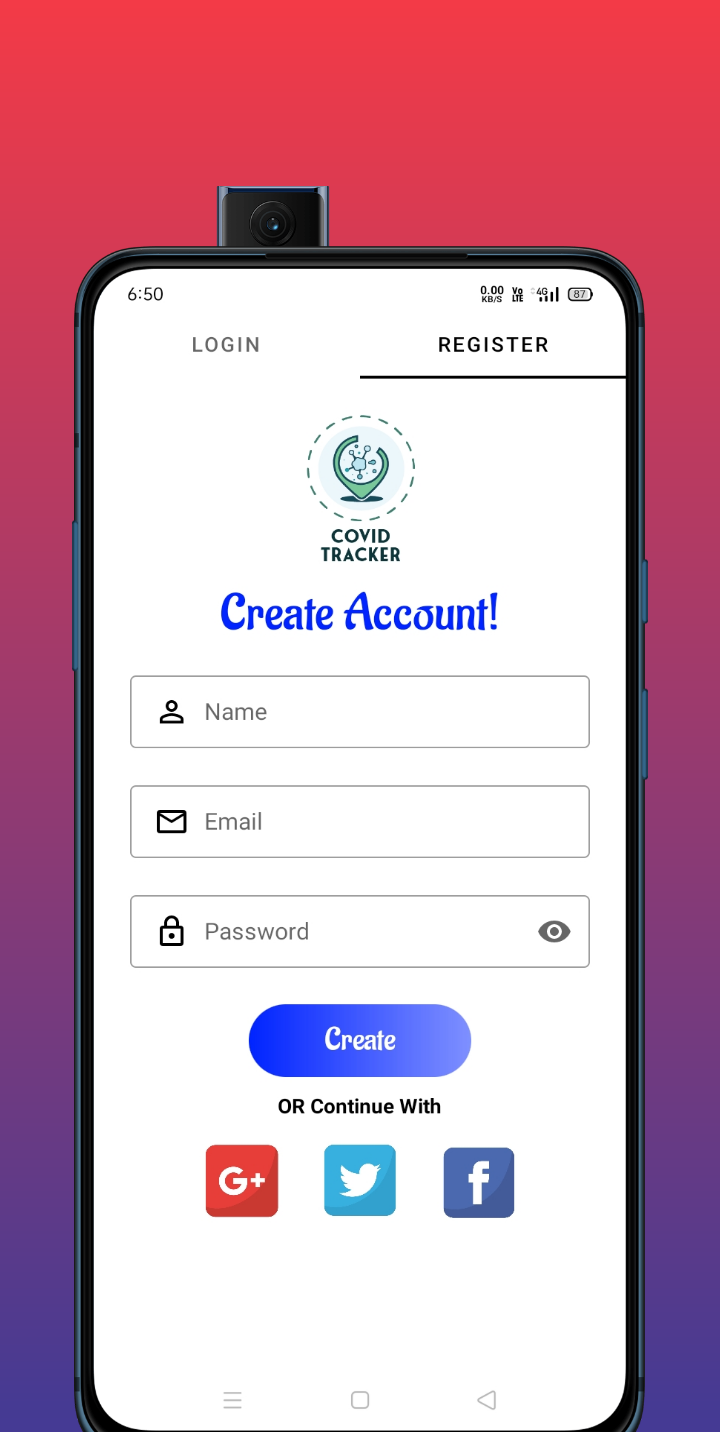 6:50 0.00 KB/S Vo LTE 4G 87
LOGIN REGISTER
COVID
TRACKER
Create Account!
Name
Email
Password
Create
OR Continue With
G+ f